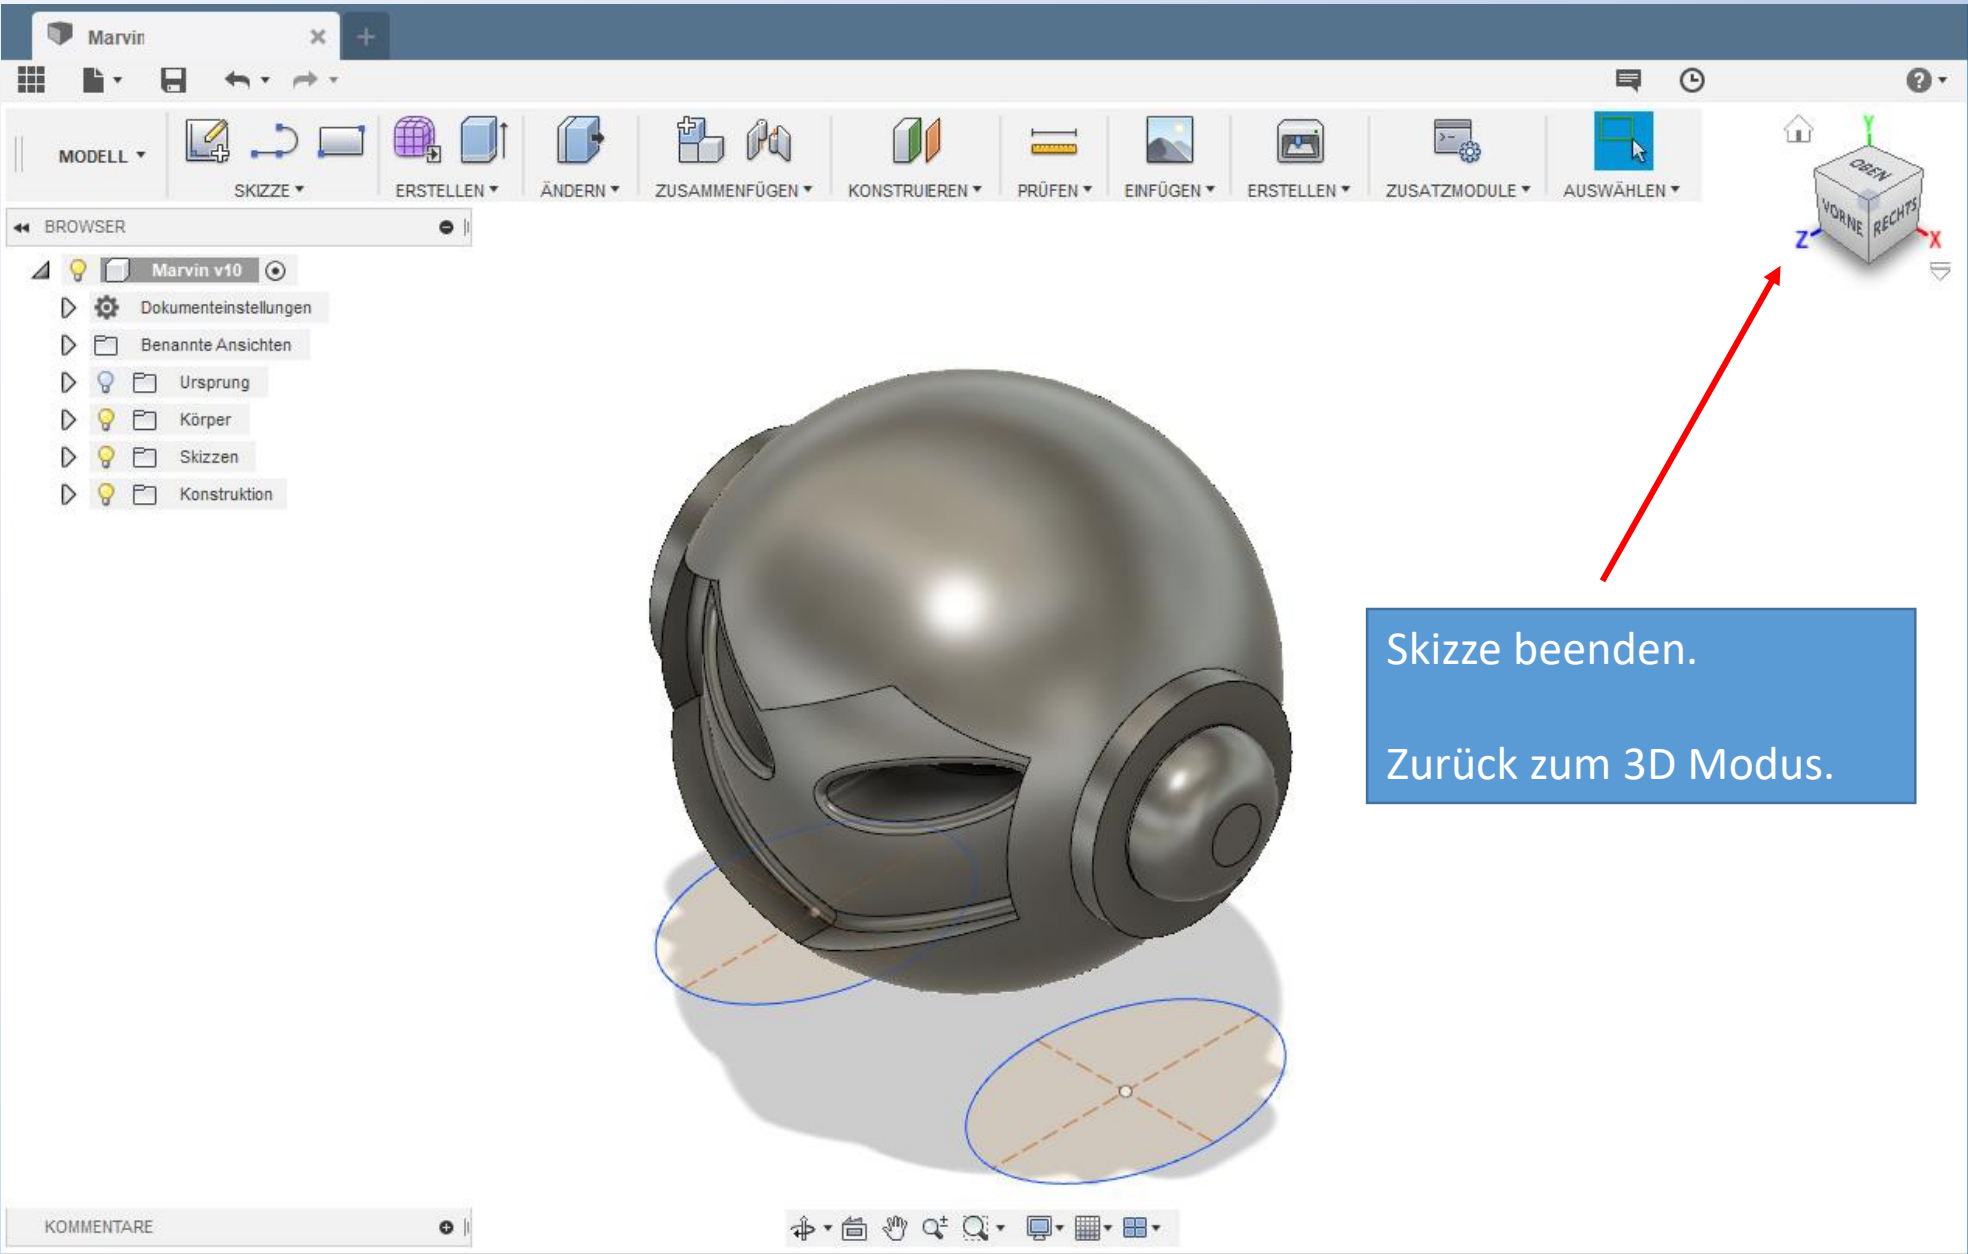 Marvin
MODELL
SKIZZE
ERSTELLEN
ÄNDERN
ZUSAMMENFÜGEN
KONSTRUIEREN
PRÜFEN
EINFÜGEN
ERSTELLEN
ZUSATZMODULE
AUSWÄHLEN
Y
OBEN
VORNE
RECHTS
Z
X
BROWSER
Marvin v10
Dokumenteinstellungen
Benannte Ansichten
Ursprung
Körper
Skizzen
Konstruktion
Skizze beenden.
Zurück zum 3D Modus.
KOMMENTARE